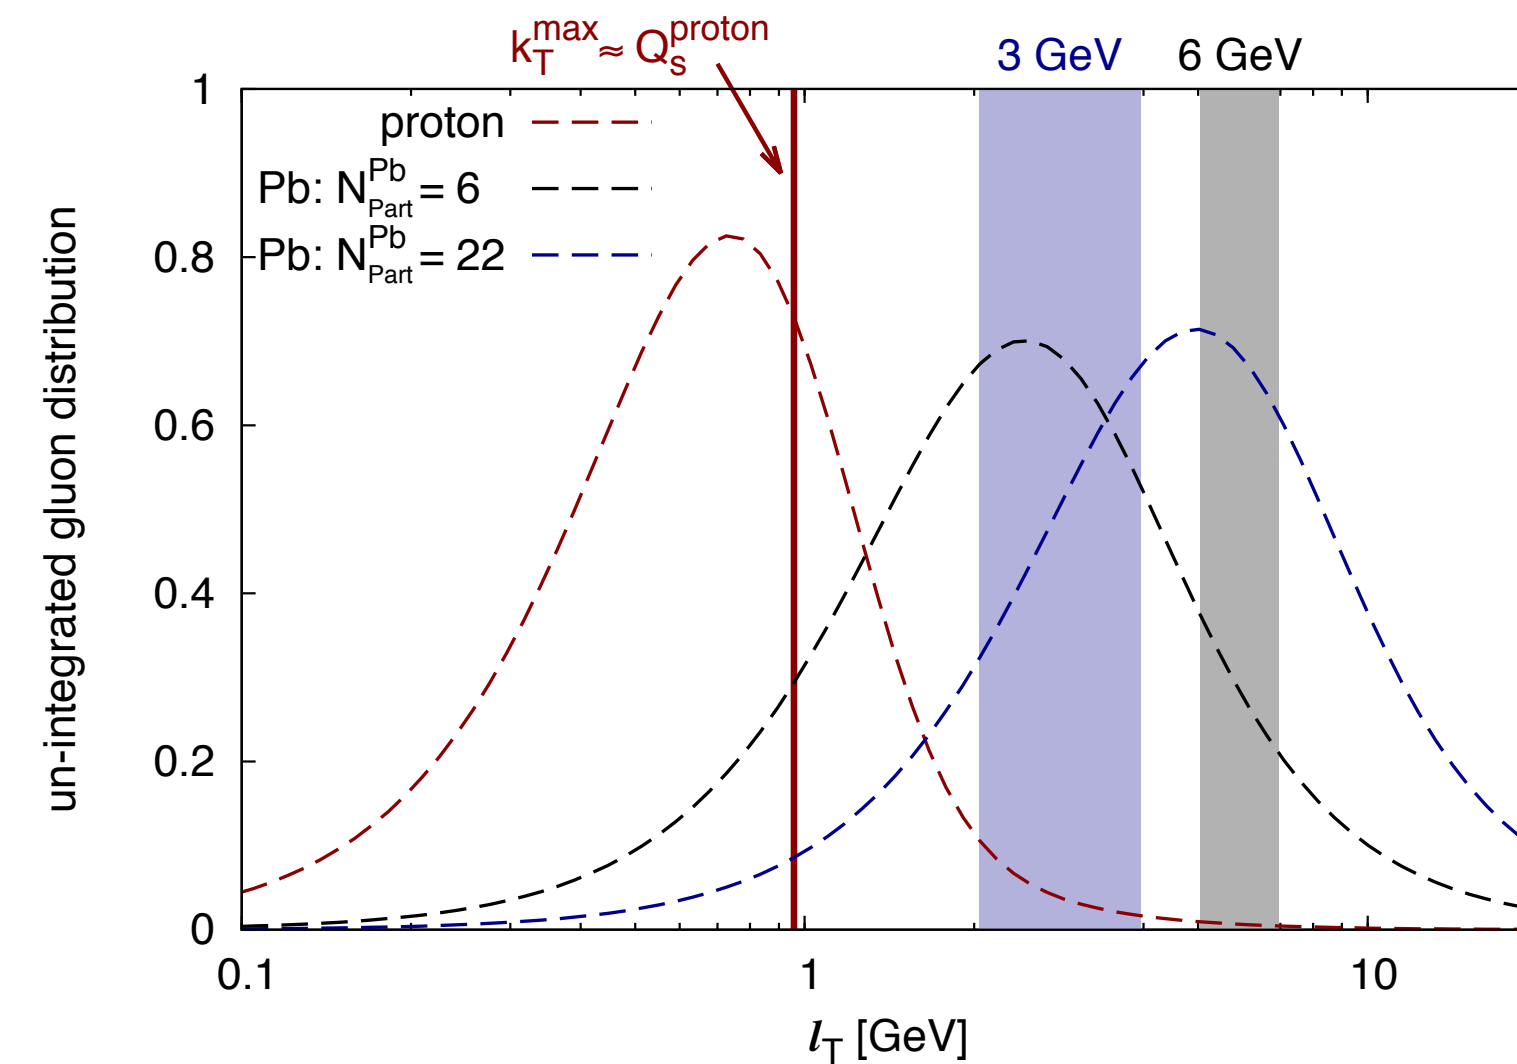 k_T^max ≈ Q_s^proton
3 GeV
6 GeV
proton
Pb: N_Part^Pb = 6
Pb: N_Part^Pb = 22
un-integrated gluon distribution
1
0.8
0.6
0.4
0.2
0
0.1
1
10
l_T [GeV]